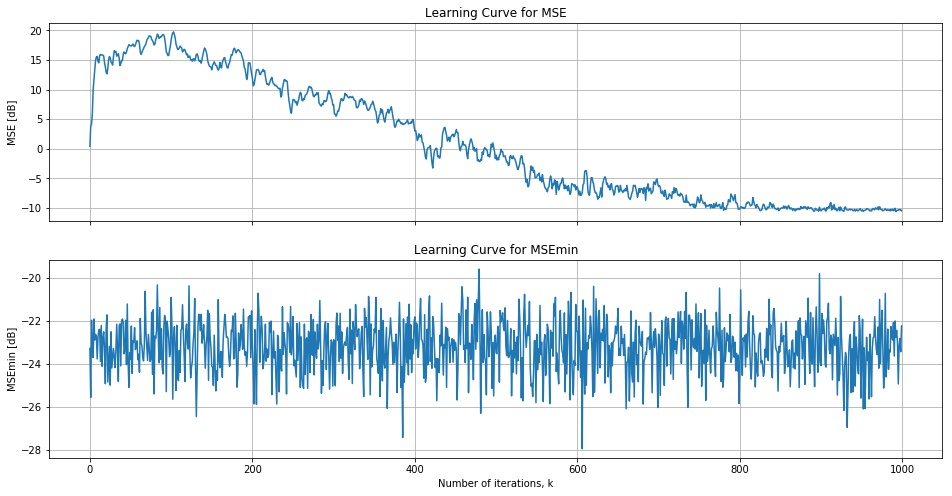 Learning Curve for MSE
20
15
10
5
0
−5
−10
MSE [dB]
Learning Curve for MSEmin
−20
−22
−24
−26
−28
MSEmin [dB]
0 200 400 600 800 1000
Number of iterations, k